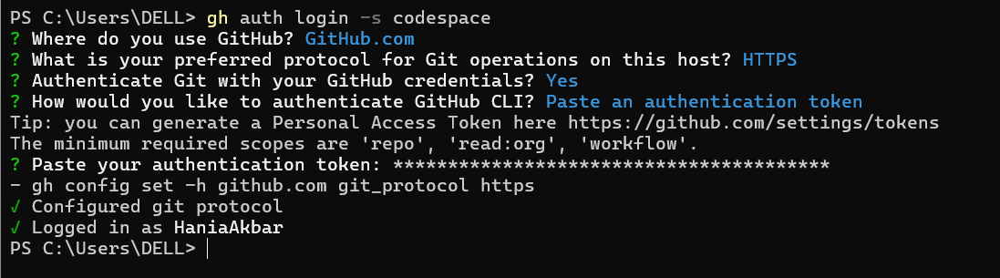 PS C:\Users\DELL> gh auth login -s codespace
? Where do you use GitHub? GitHub.com
? What is your preferred protocol for Git operations on this host? HTTPS
? Authenticate Git with your GitHub credentials? Yes
? How would you like to authenticate GitHub CLI? Paste an authentication token
Tip: you can generate a Personal Access Token here https://github.com/settings/tokens
The minimum required scopes are 'repo', 'read:org', 'workflow'.
? Paste your authentication token: ****************************************
- gh config set -h github.com git_protocol https
✓ Configured git protocol
✓ Logged in as HaniaAkbar
PS C:\Users\DELL>